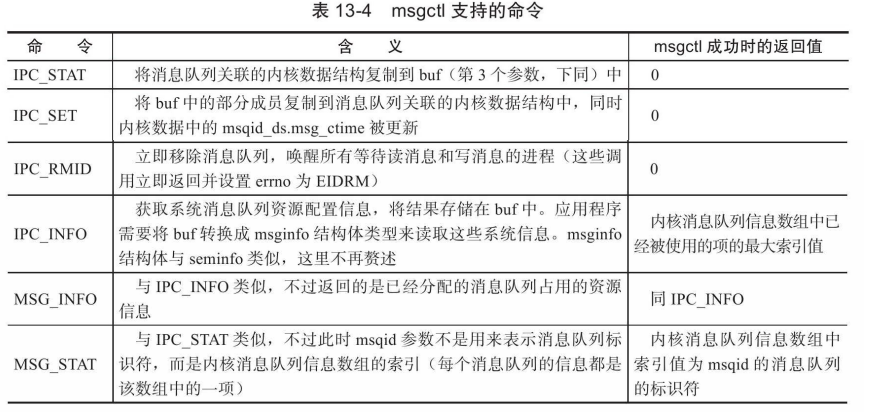 表 13-4 msgctl 支持的命令
命 令 含 义 msgctl 成功时的返回值
IPC_STAT 将消息队列关联的内核数据结构复制到 buf（第 3 个参数，下同）中 0
IPC_SET 将 buf 中的部分成员复制到消息队列关联的内核数据结构中，同时
内核数据中的 msqid_ds.msg_ctime 被更新 0
IPC_RMID 立即移除消息队列，唤醒所有等待读消息和写消息的进程（这些调
用立即返回并设置 errno 为 EIDRM） 0
IPC_INFO 获取系统消息队列资源配置信息，将结果存储在 buf 中。应用程序
需要将 buf 转换成 msginfo 结构体类型来读取这些系统信息。msginfo
结构体与 seminfo 类似，这里不再赘述
内核消息队列信息数组中已
经被使用的项的最大索引值
MSG_INFO 与 IPC_INFO 类似，不过返回的是已经分配的消息队列占用的资源
信息
同 IPC_INFO
MSG_STAT 与 IPC_STAT 类似，不过此时 msqid 参数不是用来表示消息队列标
识符，而是内核消息队列信息数组的索引（每个消息队列的信息都是
该数组中的一项）
内核消息队列信息数组中
索引值为 msqid 的消息队列
的标识符